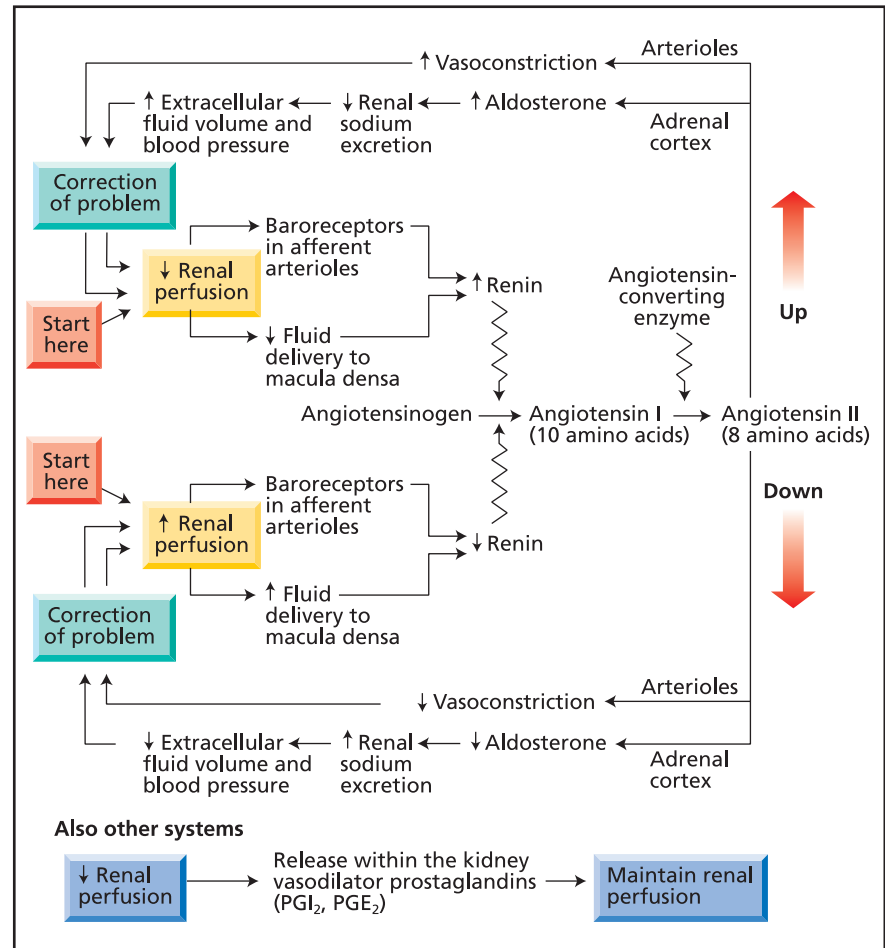 Arterioles
↑ Vasoconstriction
↑ Extracellular
fluid volume and
blood pressure
↓ Renal
sodium
excretion
↑ Aldosterone
Adrenal
cortex
Correction
of problem
Start
here
↓ Renal
perfusion
Baroreceptors
in afferent
arterioles
↓ Fluid
delivery to
macula densa
↑ Renin
Angiotensin-
converting
enzyme
Up
Angiotensinogen
Angiotensin I
(10 amino acids)
Angiotensin II
(8 amino acids)
Down
Start
here
↑ Renal
perfusion
Baroreceptors
in afferent
arterioles
↑ Fluid
delivery to
macula densa
↓ Renin
Correction
of problem
Arterioles
↓ Vasoconstriction
↓ Extracellular
fluid volume and
blood pressure
↑ Renal
sodium
excretion
↓ Aldosterone
Adrenal
cortex
Also other systems
↓ Renal
perfusion
Release within the kidney
vasodilator prostaglandins
(PGI₂, PGE₂)
Maintain renal
perfusion